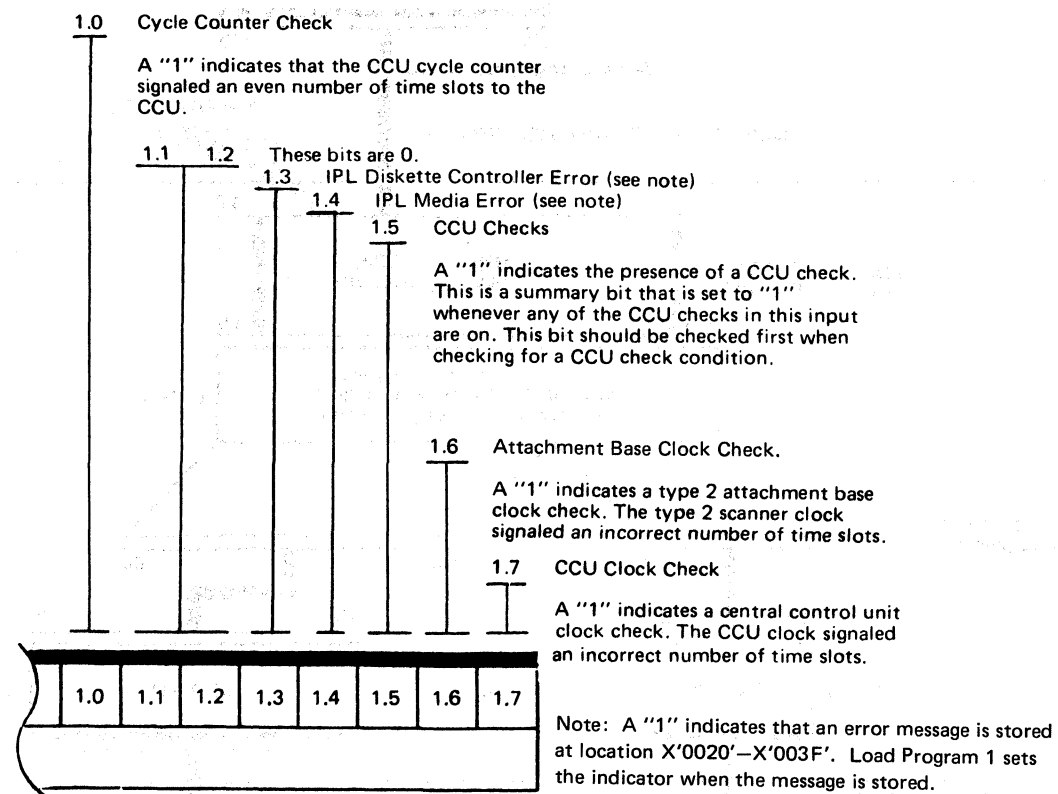 1.0 Cycle Counter Check
A "1" indicates that the CCU cycle counter
signaled an even number of time slots to the
CCU.
1.1 1.2 These bits are 0.
1.3 IPL Diskette Controller Error (see note)
1.4 IPL Media Error (see note)
1.5 CCU Checks
A "1" indicates the presence of a CCU check.
This is a summary bit that is set to "1"
whenever any of the CCU checks in this input
are on. This bit should be checked first when
checking for a CCU check condition.
1.6 Attachment Base Clock Check.
A "1" indicates a type 2 attachment base
clock check. The type 2 scanner clock
signaled an incorrect number of time slots.
1.7 CCU Clock Check
A "1" indicates a central control unit
clock check. The CCU clock signaled
an incorrect number of time slots.
1.0 1.1 1.2 1.3 1.4 1.5 1.6 1.7
Note: A "1" indicates that an error message is stored
at location X'0020'–X'003F'. Load Program 1 sets
the indicator when the message is stored.